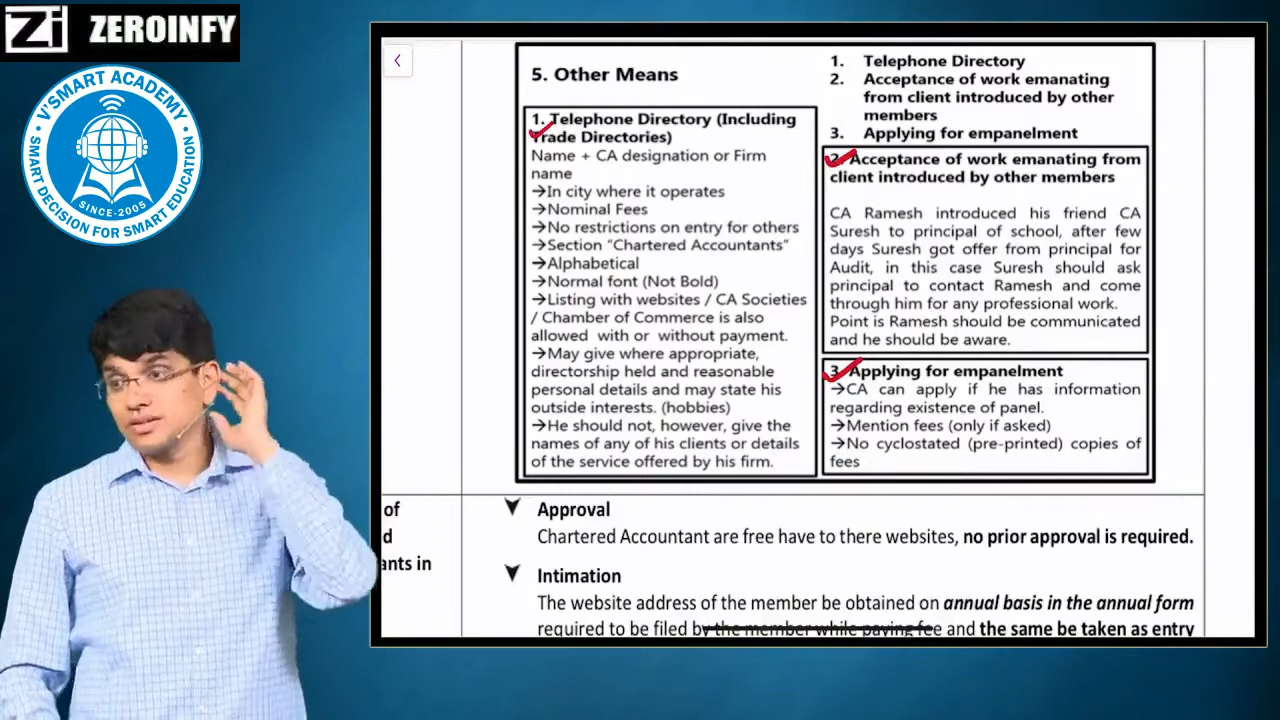 Zi ZEROINFY
V'SMART ACADEMY
SINCE-2005
SMART DECISION FOR SMART EDUCATION
5. Other Means
1. Telephone Directory
2. Acceptance of work emanating
from client introduced by other
members
3. Applying for empanelment
1. Telephone Directory (Including
Trade Directories)
Name + CA designation or Firm
name
→In city where it operates
→Nominal Fees
→No restrictions on entry for others
→Section “Chartered Accountants”
→Alphabetical
→Normal font (Not Bold)
→Listing with websites / CA Societies
/ Chamber of Commerce is also
allowed with or without payment.
→May give where appropriate,
directorship held and reasonable
personal details and may state his
outside interests. (hobbies)
→He should not, however, give the
names of any of his clients or details
of the service offered by his firm.
2. Acceptance of work emanating from
client introduced by other members
CA Ramesh introduced his friend CA
Suresh to principal of school, after few
days Suresh got offer from principal for
Audit, in this case Suresh should ask
principal to contact Ramesh and come
through him for any professional work.
Point is Ramesh should be communicated
and he should be aware.
3. Applying for empanelment
→CA can apply if he has information
regarding existence of panel.
→Mention fees (only if asked)
→No cyclostated (pre-printed) copies of
fees
of
d
ants in
Approval
Chartered Accountant are free have to there websites, no prior approval is required.
Intimation
The website address of the member be obtained on annual basis in the annual form
required to be filed by the member while paying fee and the same be taken as entry